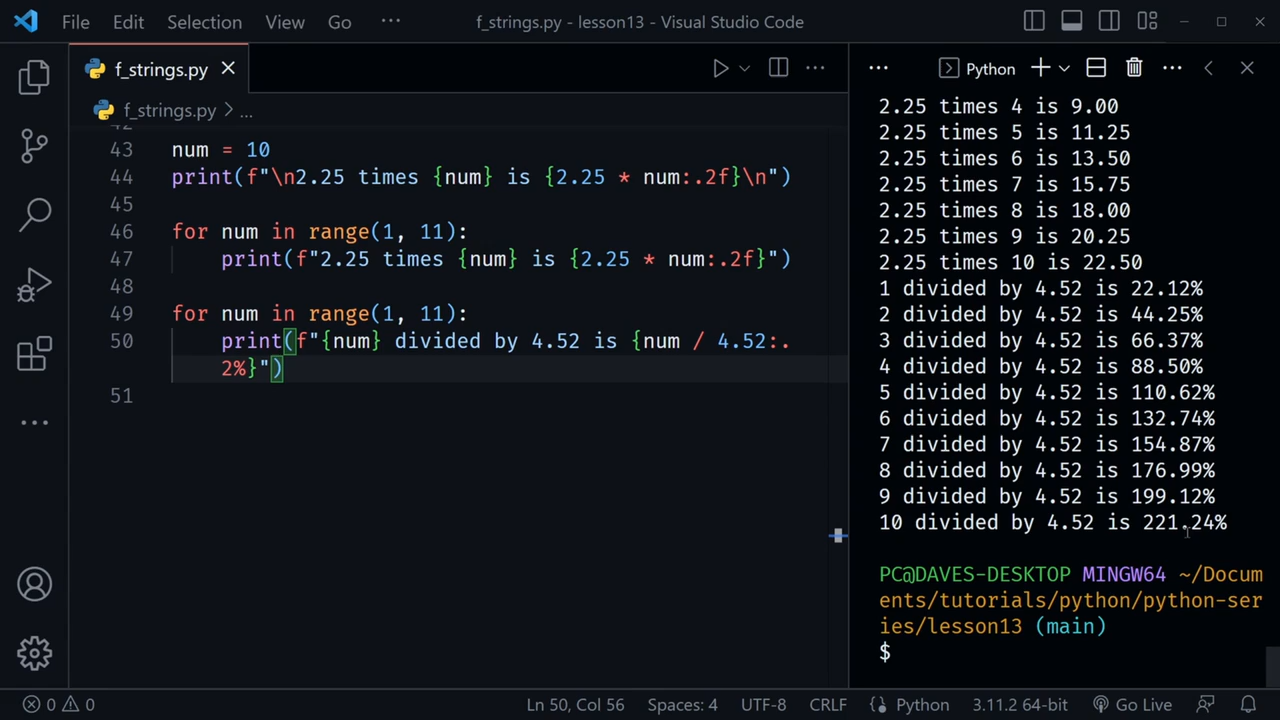 File Edit Selection View Go ··· f_strings.py - lesson13 - Visual Studio Code
f_strings.py
f_strings.py > ...
43 num = 10
44 print(f"\n2.25 times {num} is {2.25 * num:.2f}\n")
45
46 for num in range(1, 11):
47 print(f"2.25 times {num} is {2.25 * num:.2f}")
48
49 for num in range(1, 11):
50 print(f"{num} divided by 4.52 is {num / 4.52:.
2%}")
51
Python
2.25 times 4 is 9.00
2.25 times 5 is 11.25
2.25 times 6 is 13.50
2.25 times 7 is 15.75
2.25 times 8 is 18.00
2.25 times 9 is 20.25
2.25 times 10 is 22.50
1 divided by 4.52 is 22.12%
2 divided by 4.52 is 44.25%
3 divided by 4.52 is 66.37%
4 divided by 4.52 is 88.50%
5 divided by 4.52 is 110.62%
6 divided by 4.52 is 132.74%
7 divided by 4.52 is 154.87%
8 divided by 4.52 is 176.99%
9 divided by 4.52 is 199.12%
10 divided by 4.52 is 221.24%
PC@DAVES-DESKTOP MINGW64 ~/Docum
ents/tutorials/python/python-ser
ies/lesson13 (main)
$
0 0 Ln 50, Col 56 Spaces: 4 UTF-8 CRLF Python 3.11.2 64-bit Go Live